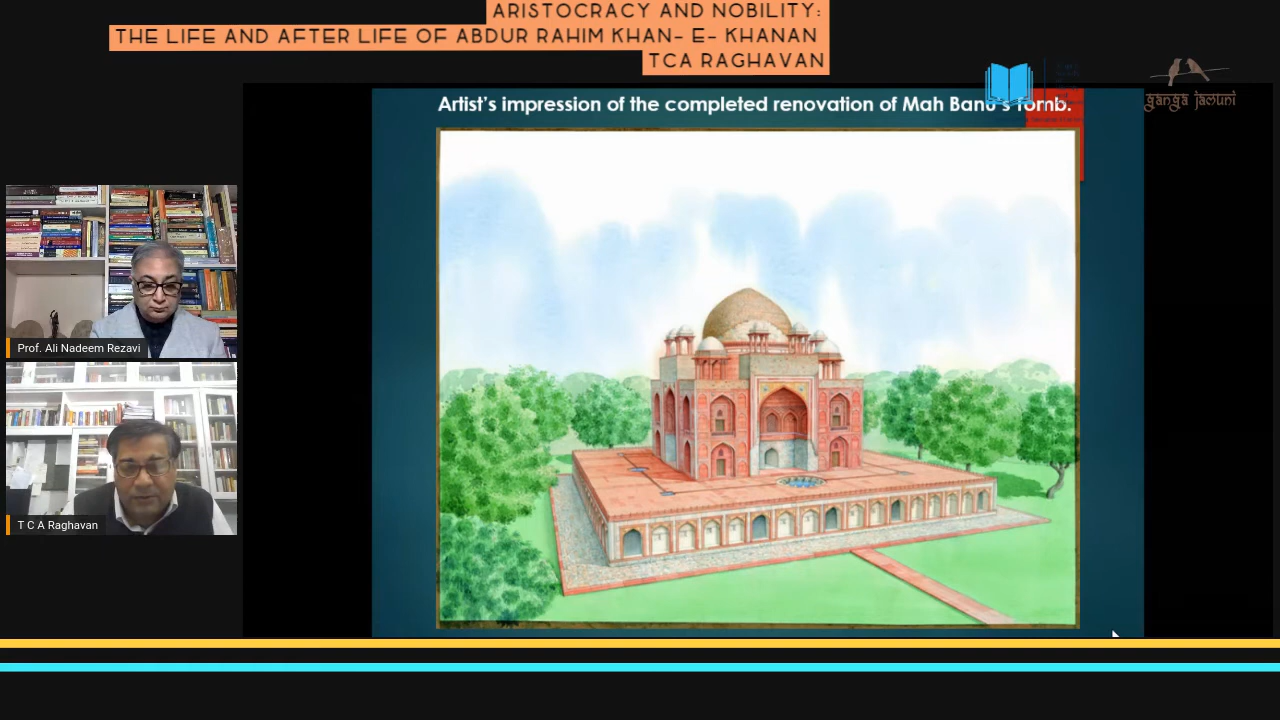 ARISTOCRACY AND NOBILITY:
THE LIFE AND AFTER LIFE OF ABDUR RAHIM KHAN- E- KHANAN
TCA RAGHAVAN
ganga jamuni
Artist's impression of the completed renovation of Mah Banu's Tomb.
Prof. Ali Nadeem Rezavi
T C A Raghavan